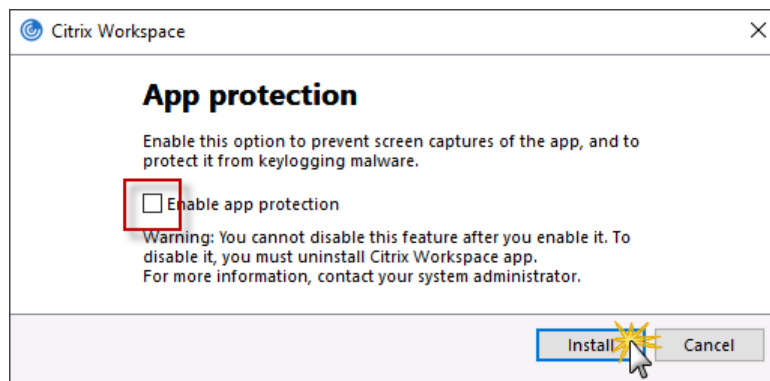 Citrix Workspace
App protection
Enable this option to prevent screen captures of the app, and to
protect it from keylogging malware.
Enable app protection
Warning: You cannot disable this feature after you enable it. To
disable it, you must uninstall Citrix Workspace app.
For more information, contact your system administrator.
Install
Cancel